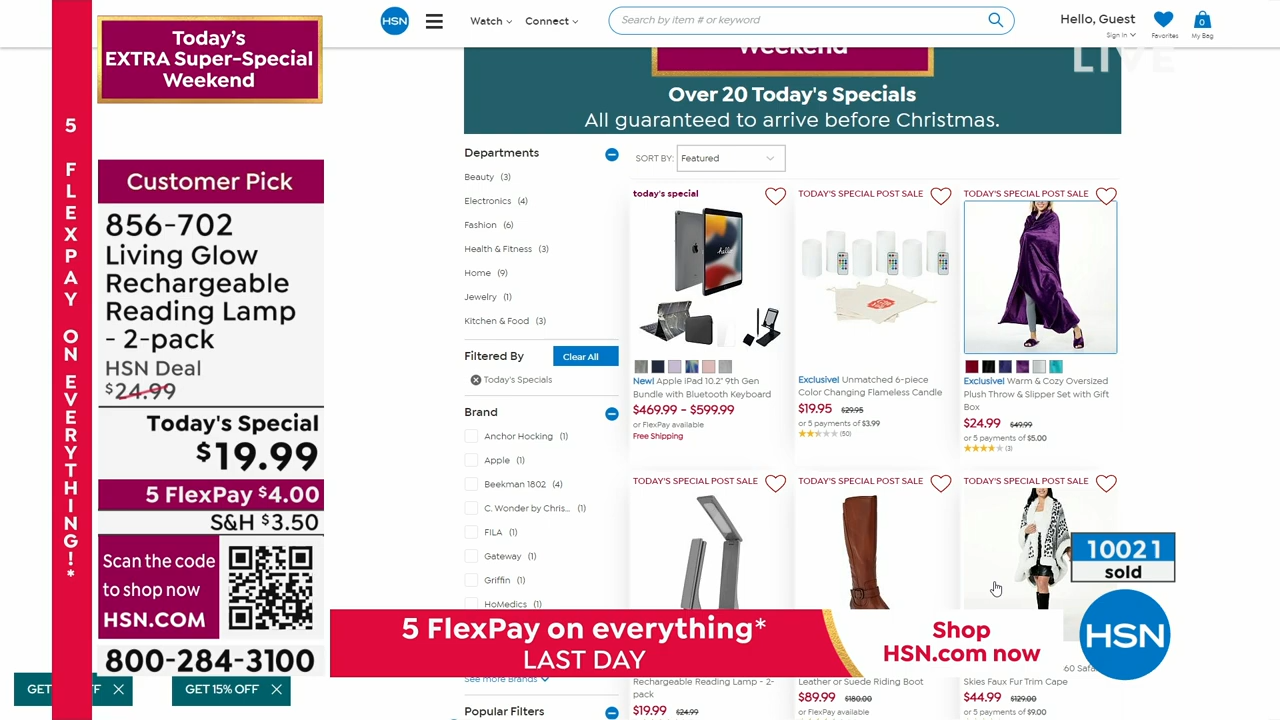 5 FLEXPAY ON EVERYTHING!*
Today's
EXTRA Super-Special
Weekend
Customer Pick
856-702
Living Glow
Rechargeable
Reading Lamp
- 2-pack
HSN Deal
$24.99
Today's Special
$19.99
5 FlexPay $4.00
S&H $3.50
Scan the code
to shop now
HSN.COM
800-284-3100
GET
FF
GET 15% OFF
HSN
Watch
Connect
Search by item # or keyword
Hello, Guest
Sign In
Favorites
0
My Bag
LIVE
Weekend
Over 20 Today's Specials
All guaranteed to arrive before Christmas.
Departments
Beauty (3)
Electronics (4)
Fashion (6)
Health & Fitness (3)
Home (9)
Jewelry (1)
Kitchen & Food (3)
Filtered By
Clear All
Today's Specials
Brand
Anchor Hocking (1)
Apple (1)
Beekman 1802 (4)
C. Wonder by Chris... (1)
FILA (1)
Gateway (1)
Griffin (1)
HoMedics (1)
See more Brands
Popular Filters
SORT BY: Featured
today's special
hello
New! Apple iPad 10.2" 9th Gen
Bundle with Bluetooth Keyboard
$469.99 - $599.99
or FlexPay available
Free Shipping
TODAY'S SPECIAL POST SALE
Exclusive! Unmatched 6-piece
Color Changing Flameless Candle
$19.95 $29.95
or 5 payments of $3.99
(50)
TODAY'S SPECIAL POST SALE
Exclusive! Warm & Cozy Oversized
Plush Throw & Slipper Set with Gift
Box
$24.99 $49.99
or 5 payments of $5.00
(3)
TODAY'S SPECIAL POST SALE
Rechargeable Reading Lamp - 2-
pack
$19.99 $24.99
TODAY'S SPECIAL POST SALE
Leather or Suede Riding Boot
$89.99 $180.00
or FlexPay available
TODAY'S SPECIAL POST SALE
Skies Faux Fur Trim Cape
$44.99 $129.00
or 5 payments of $9.00
10021
sold
5 FlexPay on everything*
LAST DAY
Shop
HSN.com now
HSN